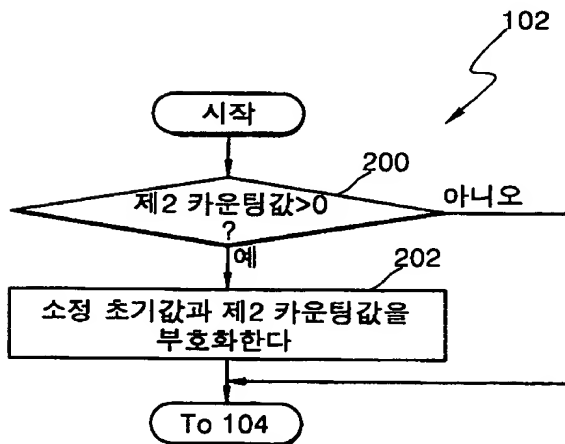 102
시작
200
제2 카운팅값>0
?
아니오
예
202
소정 초기값과 제2 카운팅값을
부호화한다
To 104